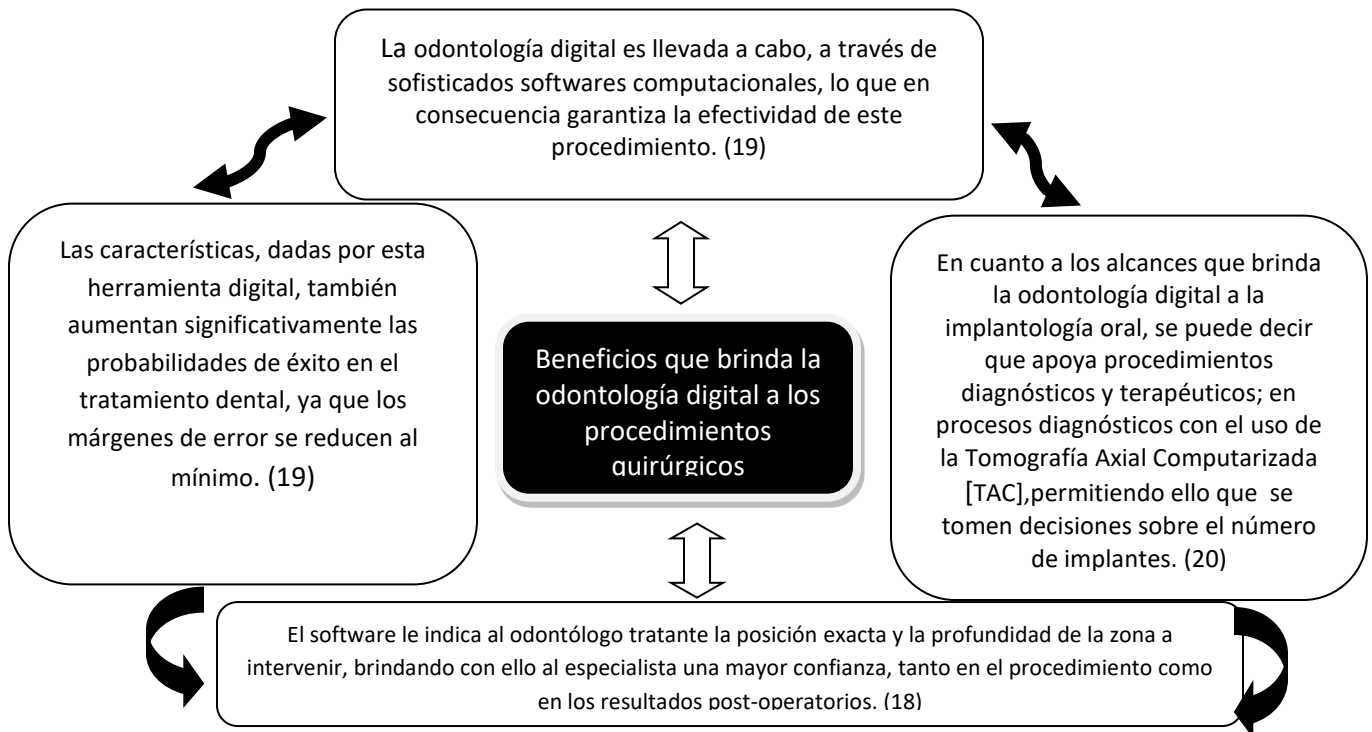 La odontología digital es llevada a cabo, a través de
sofisticados softwares computacionales, lo que en
consecuencia garantiza la efectividad de este
procedimiento. (19)
Las características, dadas por esta
herramienta digital, también
aumentan significativamente las
probabilidades de éxito en el
tratamiento dental, ya que los
márgenes de error se reducen al
mínimo. (19)
Beneficios que brinda la
odontología digital a los
procedimientos
quirúrgicos
En cuanto a los alcances que brinda
la odontología digital a la
implantología oral, se puede decir
que apoya procedimientos
diagnósticos y terapéuticos; en
procesos diagnósticos con el uso de
la Tomografía Axial Computarizada
[TAC],permitiendo ello que se
tomen decisiones sobre el número
de implantes. (20)
El software le indica al odontólogo tratante la posición exacta y la profundidad de la zona a
intervenir, brindando con ello al especialista una mayor confianza, tanto en el procedimiento como
en los resultados post-operatorios. (18)